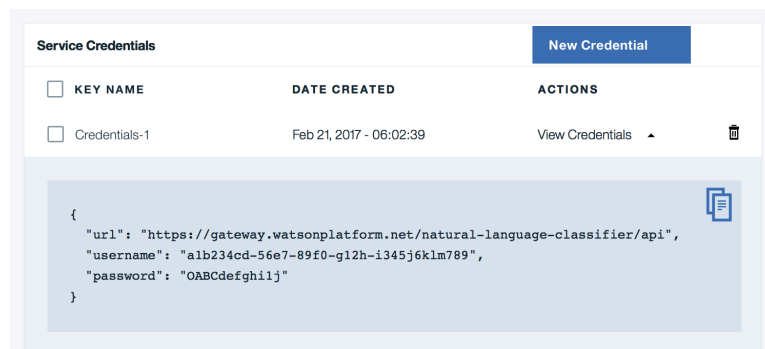 Service Credentials New Credential
KEY NAME DATE CREATED ACTIONS
Credentials-1 Feb 21, 2017 - 06:02:39 View Credentials
{
"url": "https://gateway.watsonplatform.net/natural-language-classifier/api",
"username": "a1b234cd-56e7-89f0-g12h-i345j6klm789",
"password": "OABCdefghi1j"
}